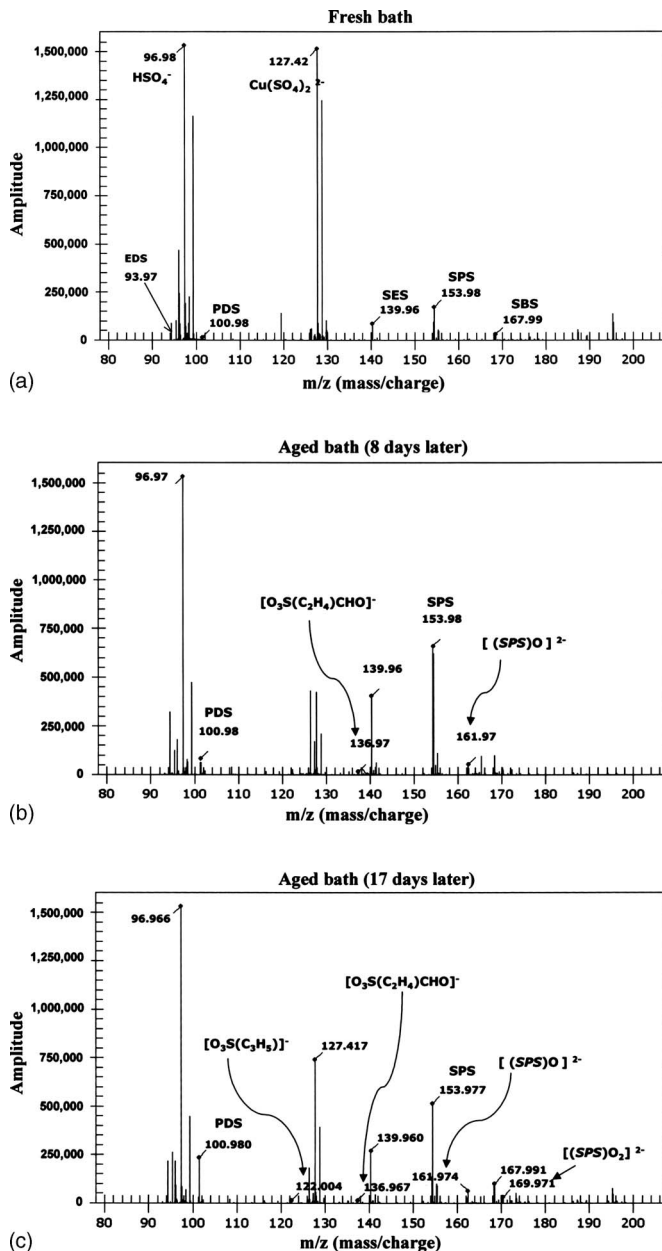 Fresh bath
Amplitude
1,500,000
1,250,000
1,000,000
750,000
500,000
250,000
0
96.98
HSO₄⁻
127.42
Cu(SO₄)₂ ²⁻
EDS
93.97
PDS
100.98
SES
139.96
SPS
153.98
SBS
167.99
80 90 100 110 120 130 140 150 160 170 180 190 200
m/z (mass/charge)
(a)
Aged bath (8 days later)
Amplitude
1,500,000
1,250,000
1,000,000
750,000
500,000
250,000
0
96.97
[O₃S(C₂H₄)CHO]⁻
SPS
153.98
[ (SPS)O ] ²⁻
139.96
PDS
100.98
136.97
161.97
80 90 100 110 120 130 140 150 160 170 180 190 200
m/z (mass/charge)
(b)
Aged bath (17 days later)
Amplitude
1,500,000
1,250,000
1,000,000
750,000
500,000
250,000
0
96.966
[O₃S(C₂H₄)CHO]⁻
[O₃S(C₃H₅)]⁻
127.417
[ (SPS)O ] ²⁻
SPS
153.977
PDS
100.980
139.960
[(SPS)O₂] ²⁻
122.004
136.967
161.974
167.991
169.971
80 90 100 110 120 130 140 150 160 170 180 190 200
m/z (mass/charge)
(c)